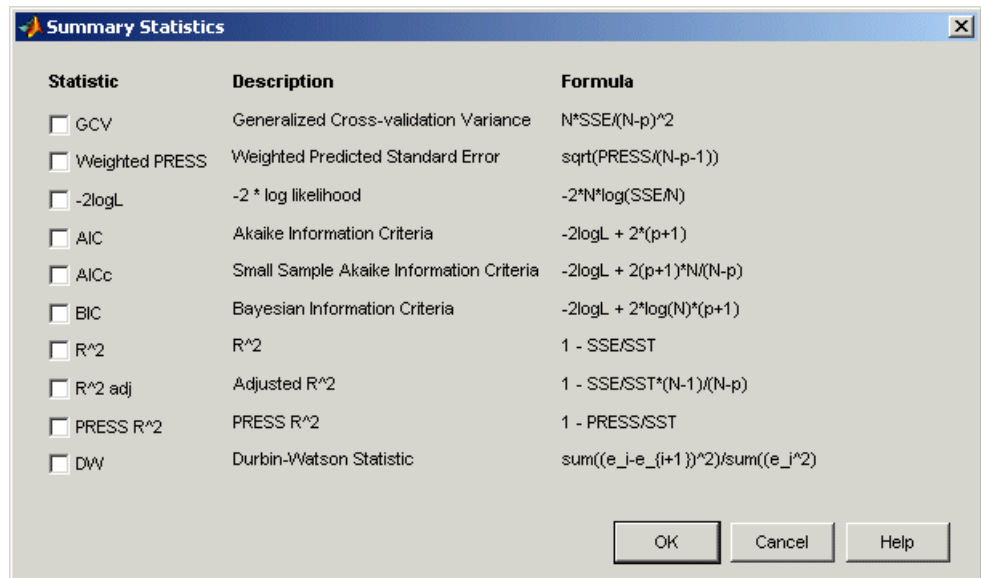 Summary Statistics
Statistic Description Formula
GCV Generalized Cross-validation Variance N*SSE/(N-p)^2
Weighted PRESS Weighted Predicted Standard Error sqrt(PRESS/(N-p-1))
-2logL -2 * log likelihood -2*N*log(SSE/N)
AIC Akaike Information Criteria -2logL + 2*(p+1)
AICc Small Sample Akaike Information Criteria -2logL + 2(p+1)*N/(N-p)
BIC Bayesian Information Criteria -2logL + 2*log(N)*(p+1)
R^2 R^2 1 - SSE/SST
R^2 adj Adjusted R^2 1 - SSE/SST*(N-1)/(N-p)
PRESS R^2 PRESS R^2 1 - PRESS/SST
DW Durbin-Watson Statistic sum((e_i-e_{i+1})^2)/sum((e_i^2)
OK Cancel Help